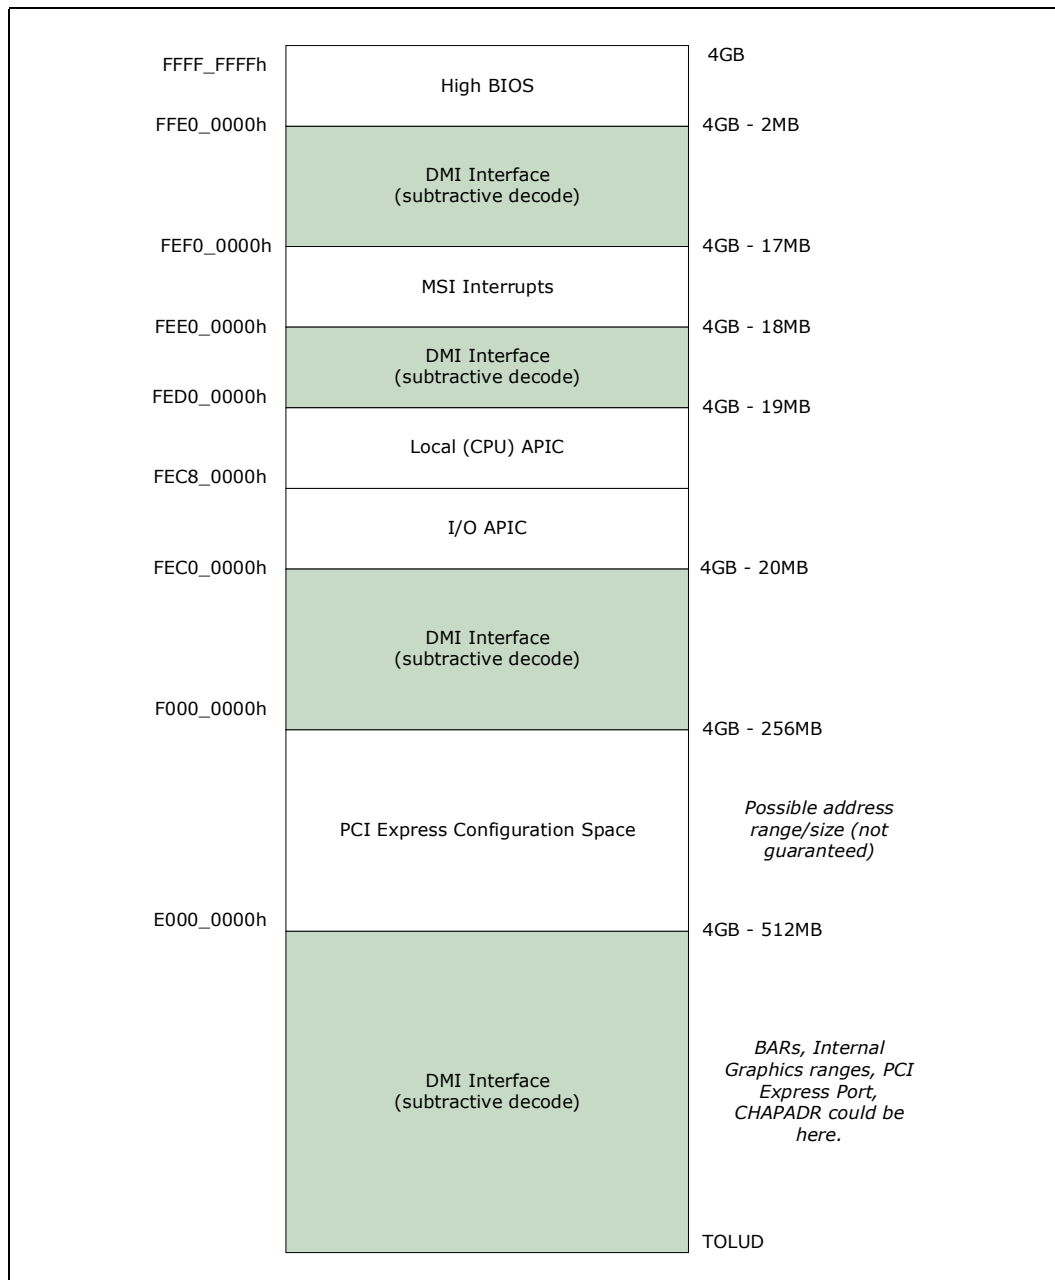 FFFF_FFFFh
4GB
High BIOS
FFE0_0000h
4GB - 2MB
DMI Interface
(subtractive decode)
FEF0_0000h
4GB - 17MB
MSI Interrupts
FEE0_0000h
4GB - 18MB
DMI Interface
(subtractive decode)
FED0_0000h
4GB - 19MB
Local (CPU) APIC
FEC8_0000h
I/O APIC
FEC0_0000h
4GB - 20MB
DMI Interface
(subtractive decode)
F000_0000h
4GB - 256MB
PCI Express Configuration Space
Possible address
range/size (not
guaranteed)
E000_0000h
4GB - 512MB
DMI Interface
(subtractive decode)
BARs, Internal
Graphics ranges, PCI
Express Port,
CHAPADR could be
here.
TOLUD